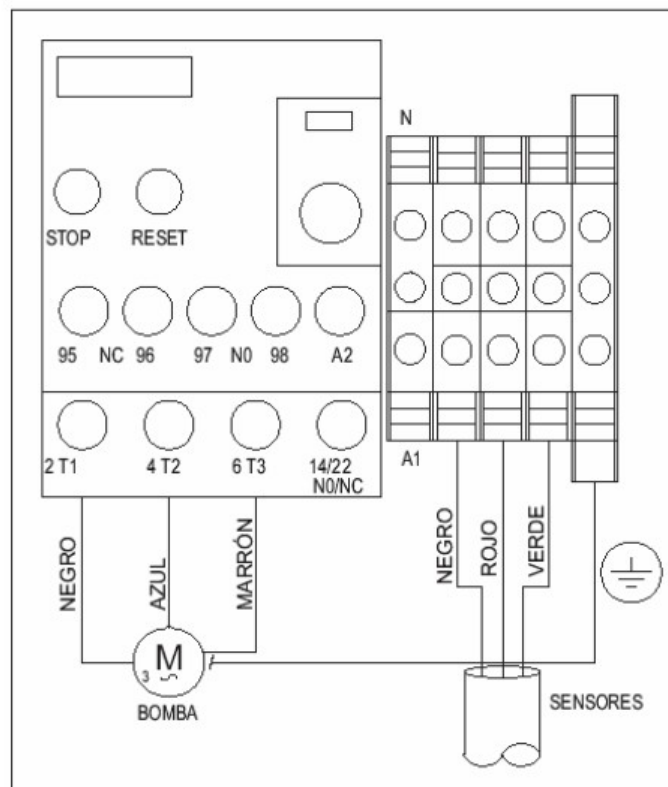 N
STOP RESET
95 NC 96 97 N0 98 A2
2 T1 4 T2 6 T3 14/22
N0/NC
A1
NEGRO
AZUL
MARRÓN
NEGRO
ROJO
VERDE
M
3
BOMBA
SENSORES